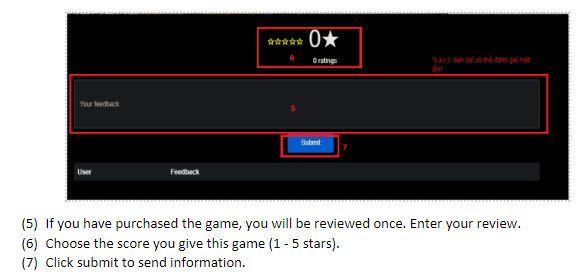 0★
6 0 ratings
*Lưu ý: bạn chỉ có thể đánh giá một
lần!
Your feedback
5
Submit
7
User Feedback
(5) If you have purchased the game, you will be reviewed once. Enter your review.
(6) Choose the score you give this game (1 - 5 stars).
(7) Click submit to send information.